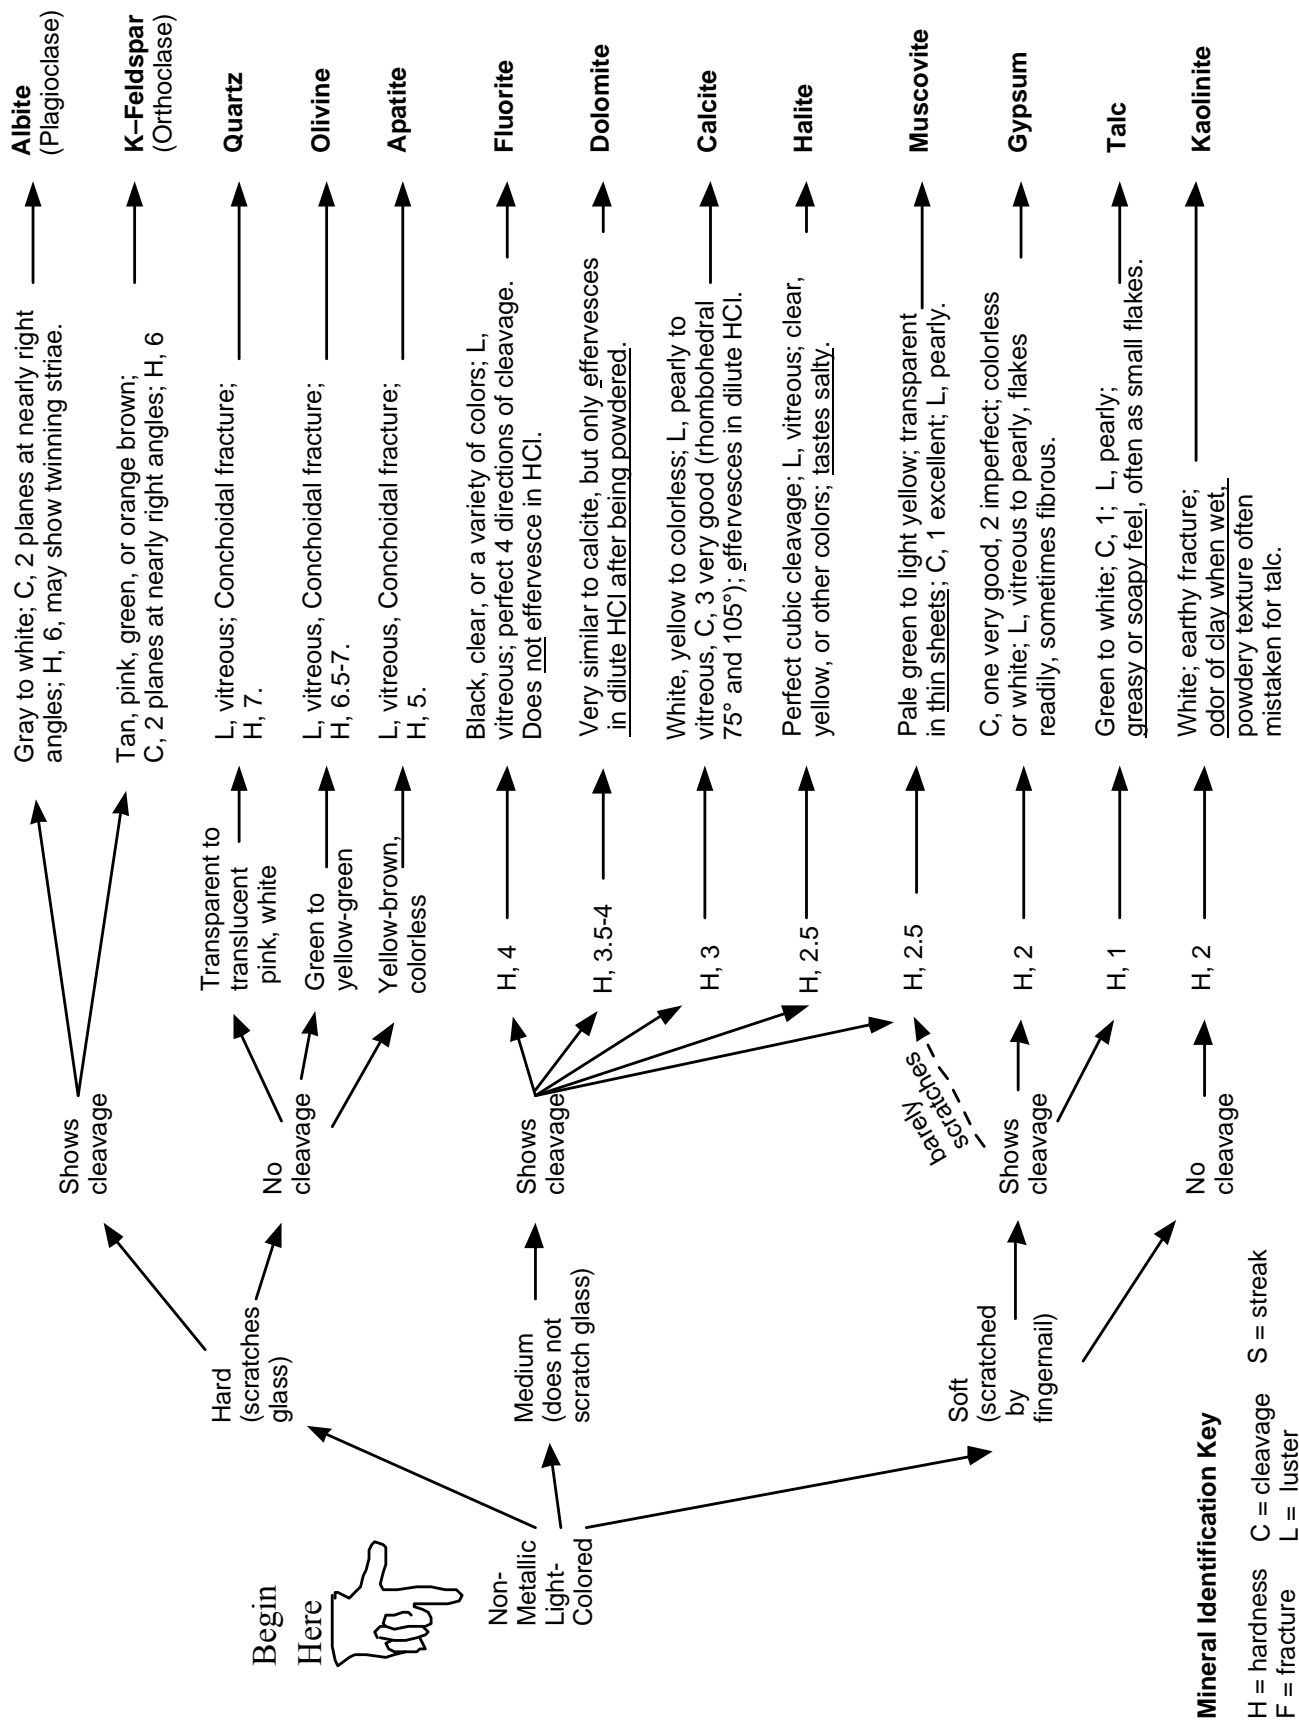 Begin
Here
Non-
Metallic
Light-
Colored
Hard
(scratches
glass)
Shows
cleavage
Gray to white; C, 2 planes at nearly right
angles; H, 6, may show twinning striae.
Albite
(Plagioclase)
Tan, pink, green, or orange brown;
C, 2 planes at nearly right angles; H, 6
K–Feldspar
(Orthoclase)
No
cleavage
Transparent to
translucent
pink, white
L, vitreous; Conchoidal fracture;
H, 7.
Quartz
Green to
yellow-green
L, vitreous, Conchoidal fracture;
H, 6.5-7.
Olivine
Yellow-brown,
colorless
L, vitreous, Conchoidal fracture;
H, 5.
Apatite
Medium
(does not
scratch glass)
Shows
cleavage
H, 4
Black, clear, or a variety of colors; L,
vitreous; perfect 4 directions of cleavage.
Does not effervesce in HCl.
Fluorite
H, 3.5-4
Very similar to calcite, but only effervesces
in dilute HCl after being powdered.
Dolomite
H, 3
White, yellow to colorless; L, pearly to
vitreous, C, 3 very good (rhombohedral
75° and 105°); effervesces in dilute HCl.
Calcite
H, 2.5
Perfect cubic cleavage; L, vitreous; clear,
yellow, or other colors; tastes salty.
Halite
Soft
(scratched
by
fingernail)
Shows
cleavage
barely
scratches
H, 2.5
Pale green to light yellow; transparent
in thin sheets; C, 1 excellent; L, pearly.
Muscovite
H, 2
C, one very good, 2 imperfect; colorless
or white; L, vitreous to pearly, flakes
readily, sometimes fibrous.
Gypsum
H, 1
Green to white; C, 1; L, pearly;
greasy or soapy feel, often as small flakes.
Talc
No
cleavage
H, 2
White; earthy fracture;
odor of clay when wet,
powdery texture often
mistaken for talc.
Kaolinite
Mineral Identification Key
H = hardness C = cleavage S = streak
F = fracture L = luster